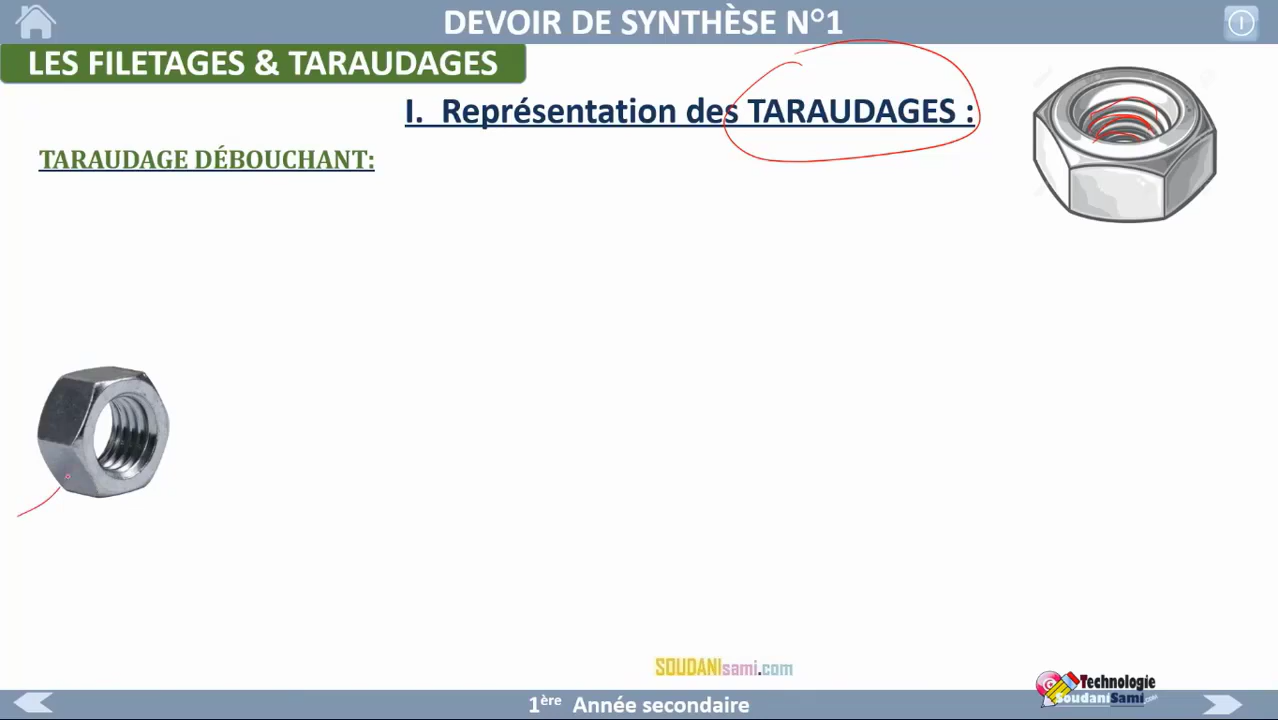 DEVOIR DE SYNTHÈSE N°1
LES FILETAGES & TARAUDAGES
I. Représentation des TARAUDAGES :
TARAUDAGE DÉBOUCHANT:
SOUDANIsami.com
Technologie
SoudaniSami.com
1ère Année secondaire